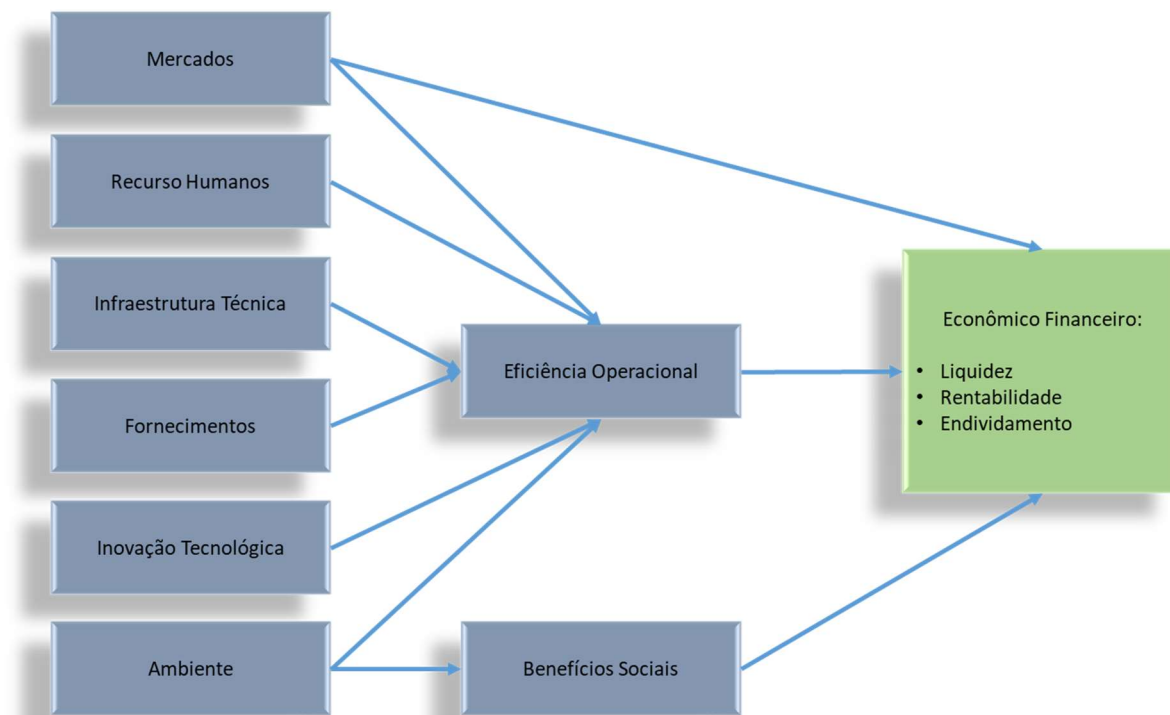 Mercados
Recurso Humanos
Infraestrutura Técnica
Fornecimentos
Inovação Tecnológica
Ambiente
Eficiência Operacional
Benefícios Sociais
Econômico Financeiro:
• Liquidez
• Rentabilidade
• Endividamento